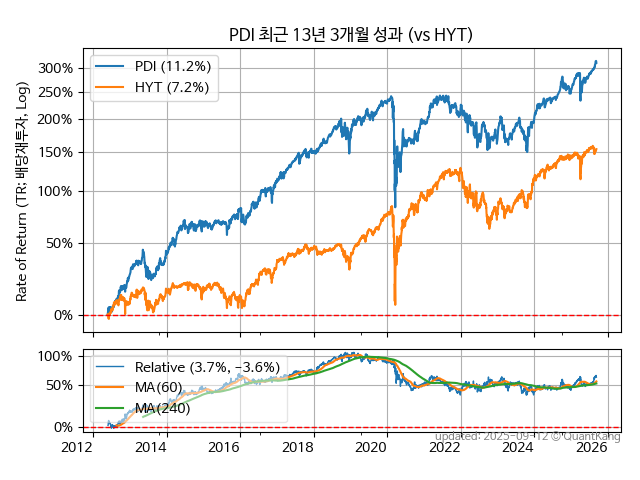 PDI 최근 13년 3개월 성과 (vs HYT)
Rate of Return (TR: 배당재투자, Log)
300%
250%
200%
150%
100%
50%
0%
PDI (11.2%)
HYT (7.2%)
100%
50%
0%
Relative (3.7%, −3.6%)
MA(60)
MA(240)
2012 2014 2016 2018 2020 2022 2024 2026
updated: 2025-09-12 © QuantKang